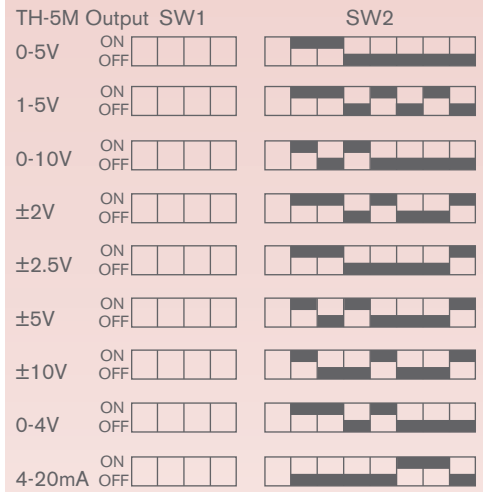 TH-5M Output SW1 SW2
0-5V ON
OFF
1-5V ON
OFF
0-10V ON
OFF
±2V ON
OFF
±2.5V ON
OFF
±5V ON
OFF
±10V ON
OFF
0-4V ON
OFF
4-20mA ON
OFF